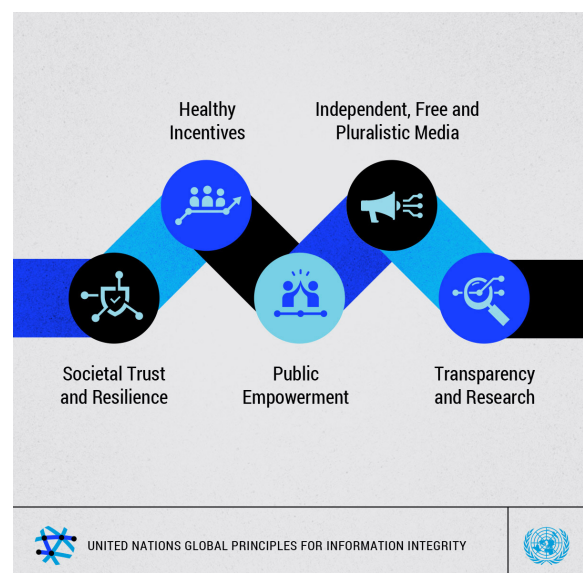 Healthy
Incentives
Independent, Free and
Pluralistic Media
Societal Trust
and Resilience
Public
Empowerment
Transparency
and Research
UNITED NATIONS GLOBAL PRINCIPLES FOR INFORMATION INTEGRITY